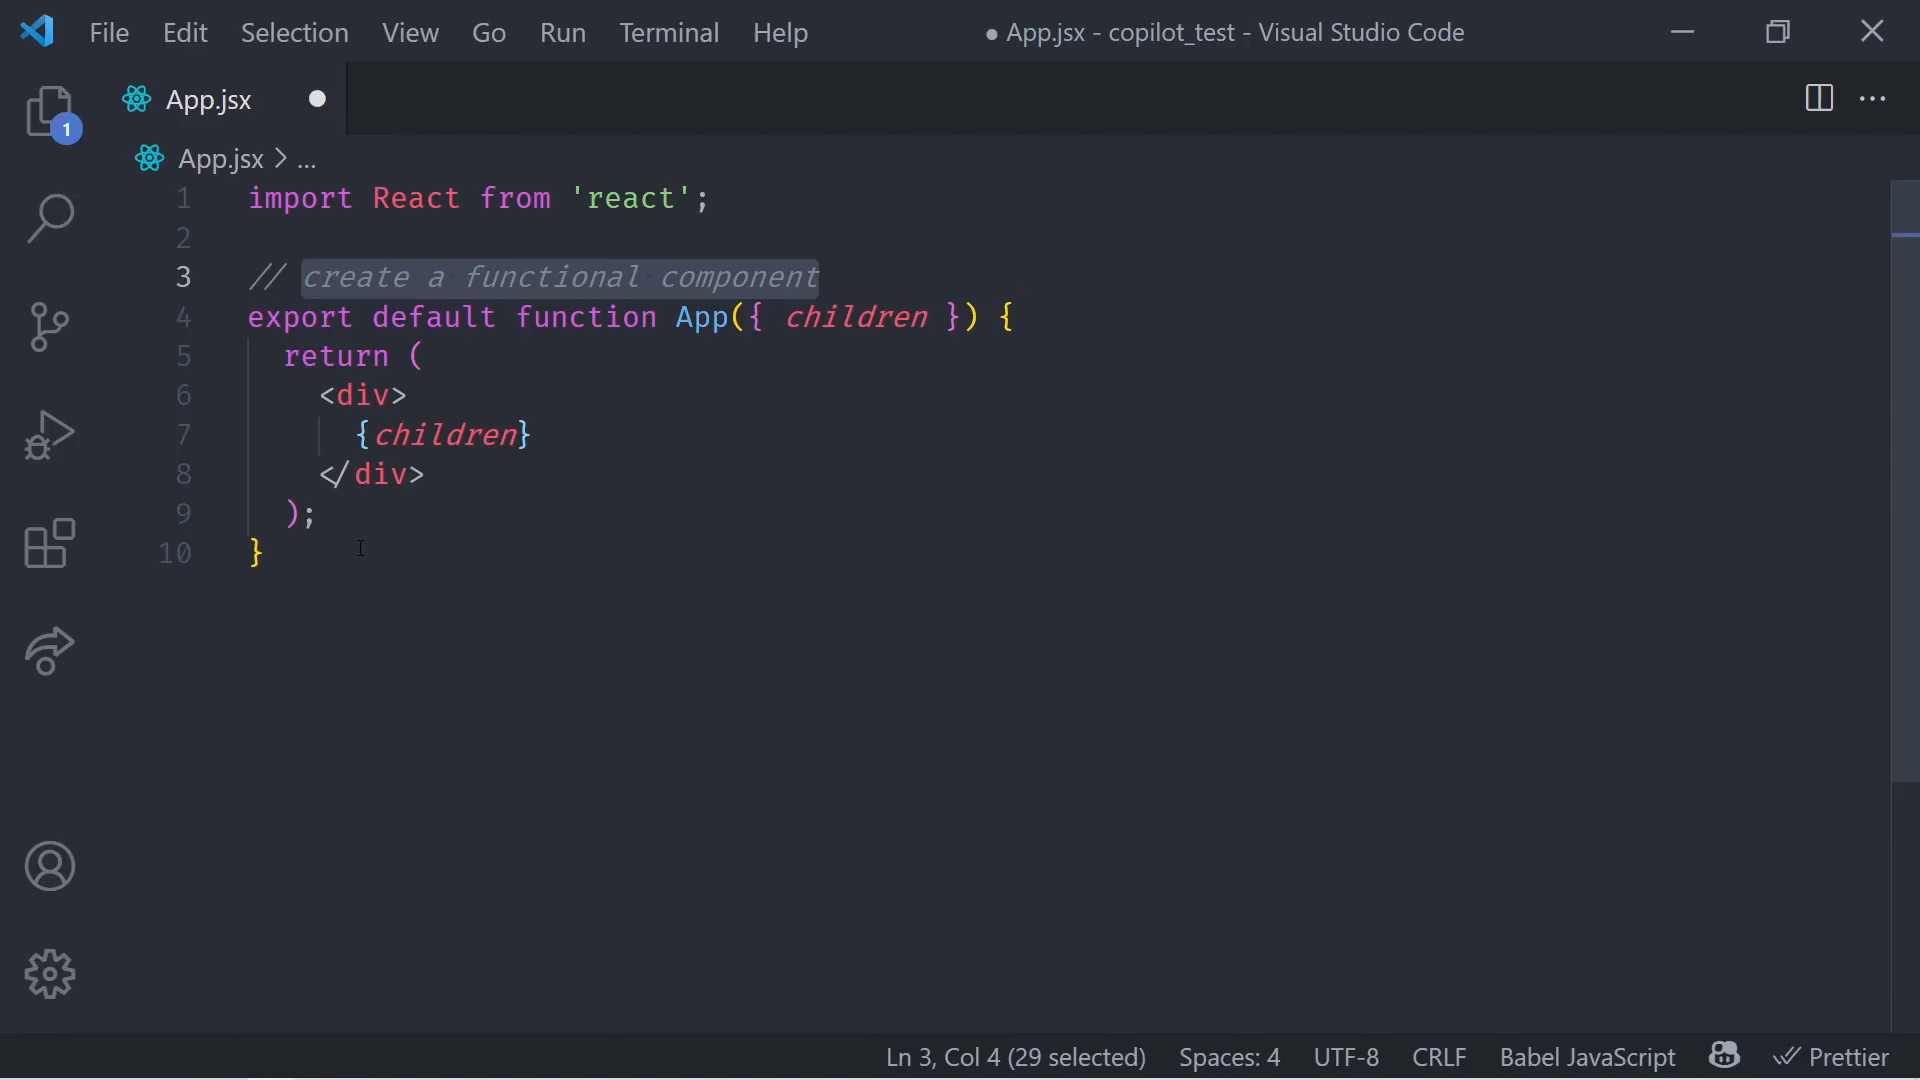 File Edit Selection View Go Run Terminal Help ● App.jsx - copilot_test - Visual Studio Code
App.jsx
1
App.jsx > ...
1 import React from 'react';
2
3 // create a functional component
4 export default function App({ children }) {
5 return (
6 <div>
7 {children}
8 </div>
9 );
10 }
Ln 3, Col 4 (29 selected) Spaces: 4 UTF-8 CRLF Babel JavaScript Prettier